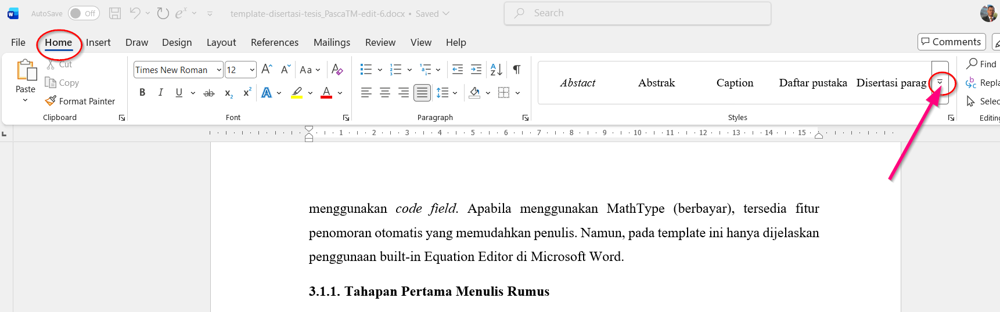 AutoSave Off template-disertasi-tesis_PascaTM-edit-6.docx • Saved Search
File Home Insert Draw Design Layout References Mailings Review View Help Comments
Paste
Cut
Copy
Format Painter
Clipboard
Times New Roman 12 Aa
B I U ab x₂ x² A A
Font
Paragraph
Abstact Abstrak Caption Daftar pustaka Disertasi parag
Styles
Find
Repla
Selec
Editing
1 2 3 4 5 6 7 8 9 10 11 12 13 14 15
menggunakan code field. Apabila menggunakan MathType (berbayar), tersedia fitur
penomoran otomatis yang memudahkan penulis. Namun, pada template ini hanya dijelaskan
penggunaan built-in Equation Editor di Microsoft Word.
3.1.1. Tahapan Pertama Menulis Rumus